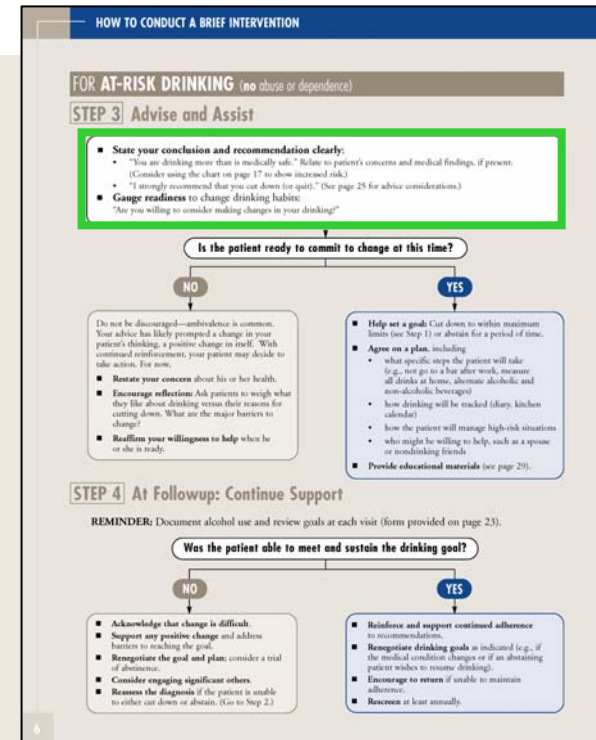 HOW TO CONDUCT A BRIEF INTERVENTION
FOR AT-RISK DRINKING (no abuse or dependence)
STEP 3 Advise and Assist
■ State your conclusion and recommendation clearly:
• "You are drinking more than is medically safe." Relate to patient's concerns and medical findings, if present.
(Consider using the chart on page 17 to show increased risk.)
• "I strongly recommend that you cut down (or quit)." (See page 25 for advice considerations.)
■ Gauge readiness to change drinking habits:
"Are you willing to consider making changes in your drinking?"
Is the patient ready to commit to change at this time?
NO
Do not be discouraged—ambivalence is common.
Your advice has likely prompted a change in your
patient's thinking, a positive change in itself. With
continued reinforcement, your patient may decide to
take action. For now,
■ Restate your concern about his or her health.
■ Encourage reflection: Ask patients to weigh what
they like about drinking versus their reasons for
cutting down. What are the major barriers to
change?
■ Reaffirm your willingness to help when he
or she is ready.
YES
■ Help set a goal: Cut down to within maximum
limits (see Step 1) or abstain for a period of time.
■ Agree on a plan, including
• what specific steps the patient will take
(e.g., not go to a bar after work, measure
all drinks at home, alternate alcoholic and
non-alcoholic beverages)
• how drinking will be tracked (diary, kitchen
calendar)
• how the patient will manage high-risk situations
• who might be willing to help, such as a spouse
or nondrinking friends
■ Provide educational materials (see page 29).
STEP 4 At Followup: Continue Support
REMINDER: Document alcohol use and review goals at each visit (form provided on page 23).
Was the patient able to meet and sustain the drinking goal?
NO
■ Acknowledge that change is difficult.
■ Support any positive change and address
barriers to reaching the goal.
■ Renegotiate the goal and plan; consider a trial
of abstinence.
■ Consider engaging significant others.
■ Reassess the diagnosis if the patient is unable
to either cut down or abstain. (Go to Step 2.)
YES
■ Reinforce and support continued adherence
to recommendations.
■ Renegotiate drinking goals as indicated (e.g., if
the medical condition changes or if an abstaining
patient wishes to resume drinking).
■ Encourage to return if unable to maintain
adherence.
■ Rescreen at least annually.
6